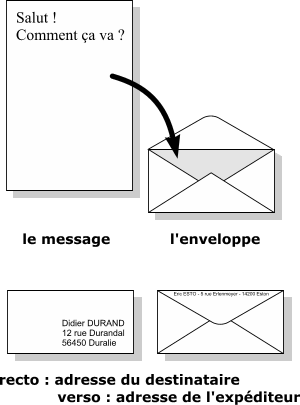 Salut !
Comment ça va ?
le message
l'enveloppe
Didier DURAND
12 rue Durandal
56450 Duralie
Eric ESTO - 5 rue Erlenmeyer - 14200 Eston
recto : adresse du destinataire
verso : adresse de l'expéditeur